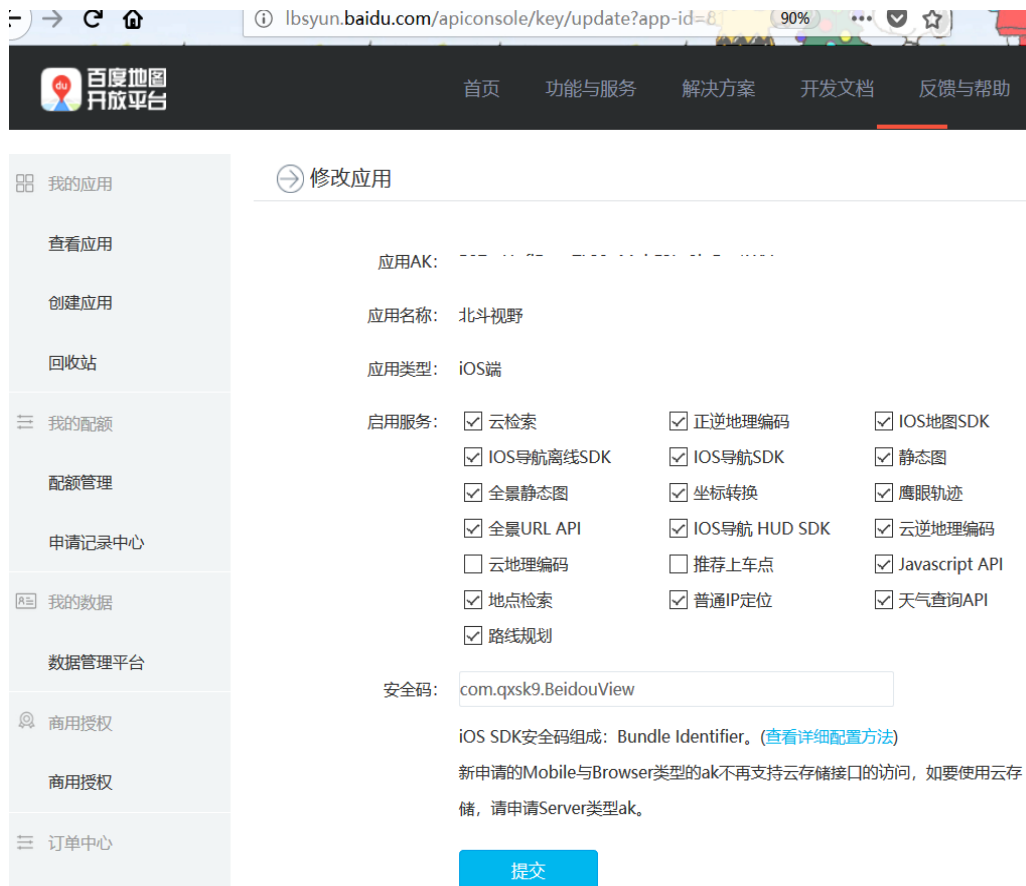 lbsyun.baidu.com/apiconsole/key/update?app-id=8
90%
du
百度地图
开放平台
首页 功能与服务 解决方案 开发文档 反馈与帮助
我的应用
查看应用
创建应用
回收站
我的配额
配额管理
申请记录中心
我的数据
数据管理平台
商用授权
商用授权
订单中心
修改应用
应用AK：
应用名称： 北斗视野
应用类型： iOS端
启用服务： 云检索 正逆地理编码 IOS地图SDK
IOS导航离线SDK IOS导航SDK 静态图
全景静态图 坐标转换 鹰眼轨迹
全景URL API IOS导航 HUD SDK 云逆地理编码
云地理编码 推荐上车点 Javascript API
地点检索 普通IP定位 天气查询API
路线规划
安全码： com.qxsk9.BeidouView
iOS SDK安全码组成：Bundle Identifier。(查看详细配置方法)
新申请的Mobile与Browser类型的ak不再支持云存储接口的访问，如要使用云存
储，请申请Server类型ak。
提交